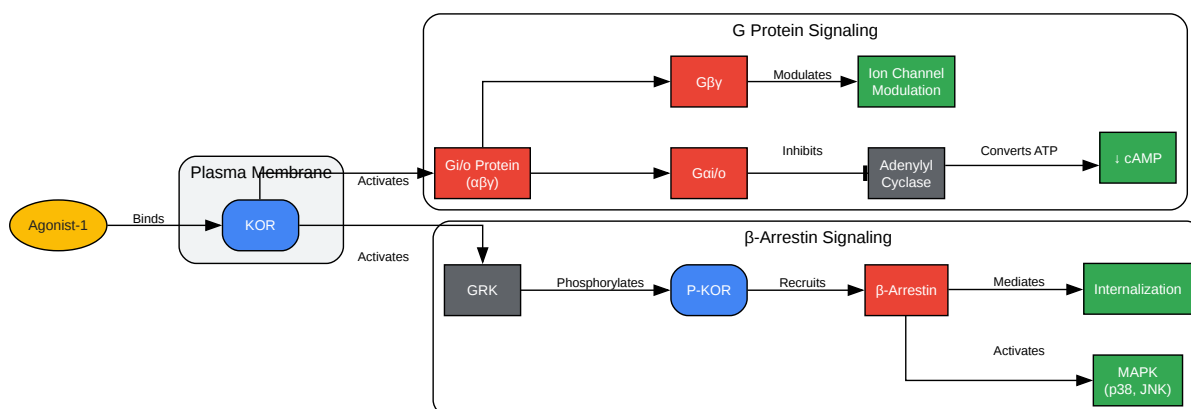 G Protein Signaling
Gβγ
Modulates
Ion Channel
Modulation
Plasma Membrane
Activates
Gi/o Protein
(αβγ)
Gαi/o
Inhibits
Adenylyl
Cyclase
Converts ATP
↓ cAMP
Agonist-1
Binds
KOR
Activates
β-Arrestin Signaling
GRK
Phosphorylates
P-KOR
Recruits
β-Arrestin
Mediates
Internalization
Activates
MAPK
(p38, JNK)